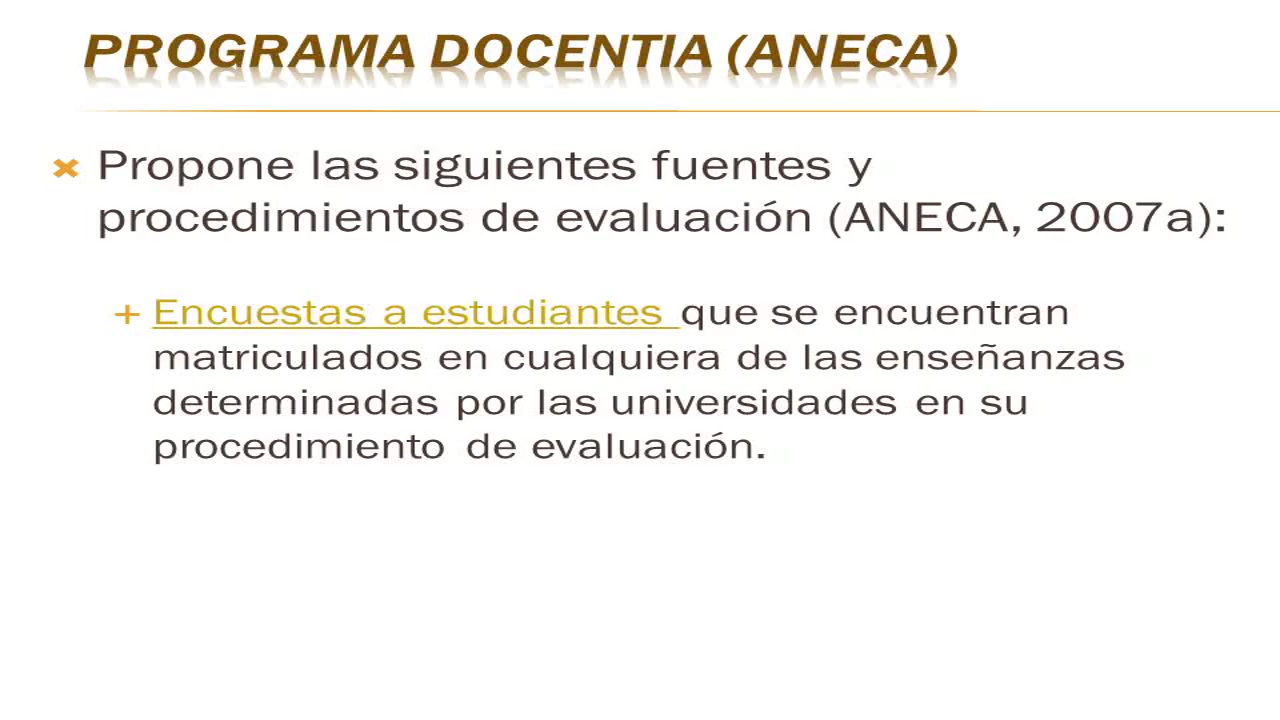 PROGRAMA DOCENTIA (ANECA)
Propone las siguientes fuentes y
procedimientos de evaluación (ANECA, 2007a):
Encuestas a estudiantes que se encuentran
matriculados en cualquiera de las enseñanzas
determinadas por las universidades en su
procedimiento de evaluación.